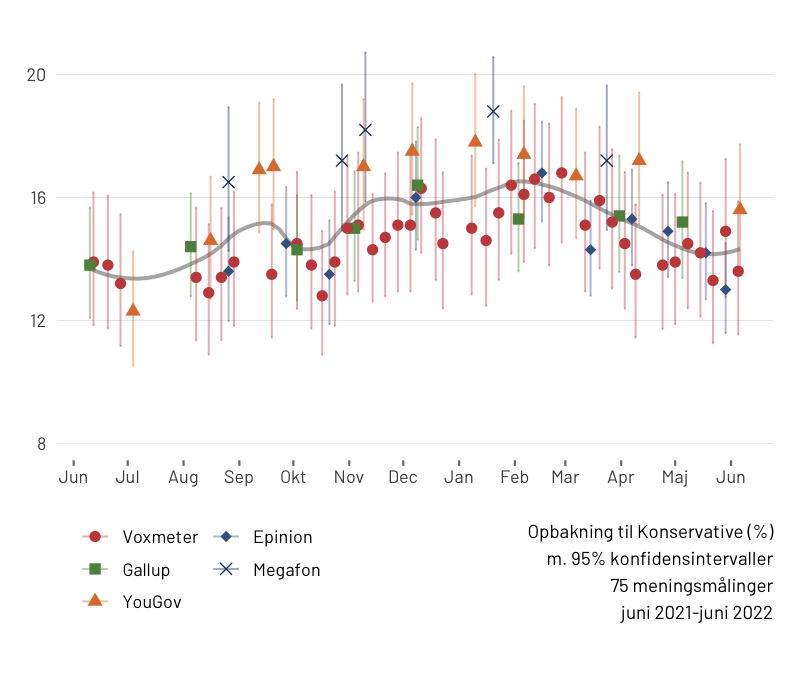 20
16
12
8
Jun Jul Aug Sep Okt Nov Dec Jan Feb Mar Apr Maj Jun
Voxmeter Epinion
Gallup Megafon
YouGov
Opbakning til Konservative (%)
m. 95% konfidensintervaller
75 meningsmålinger
juni 2021-juni 2022